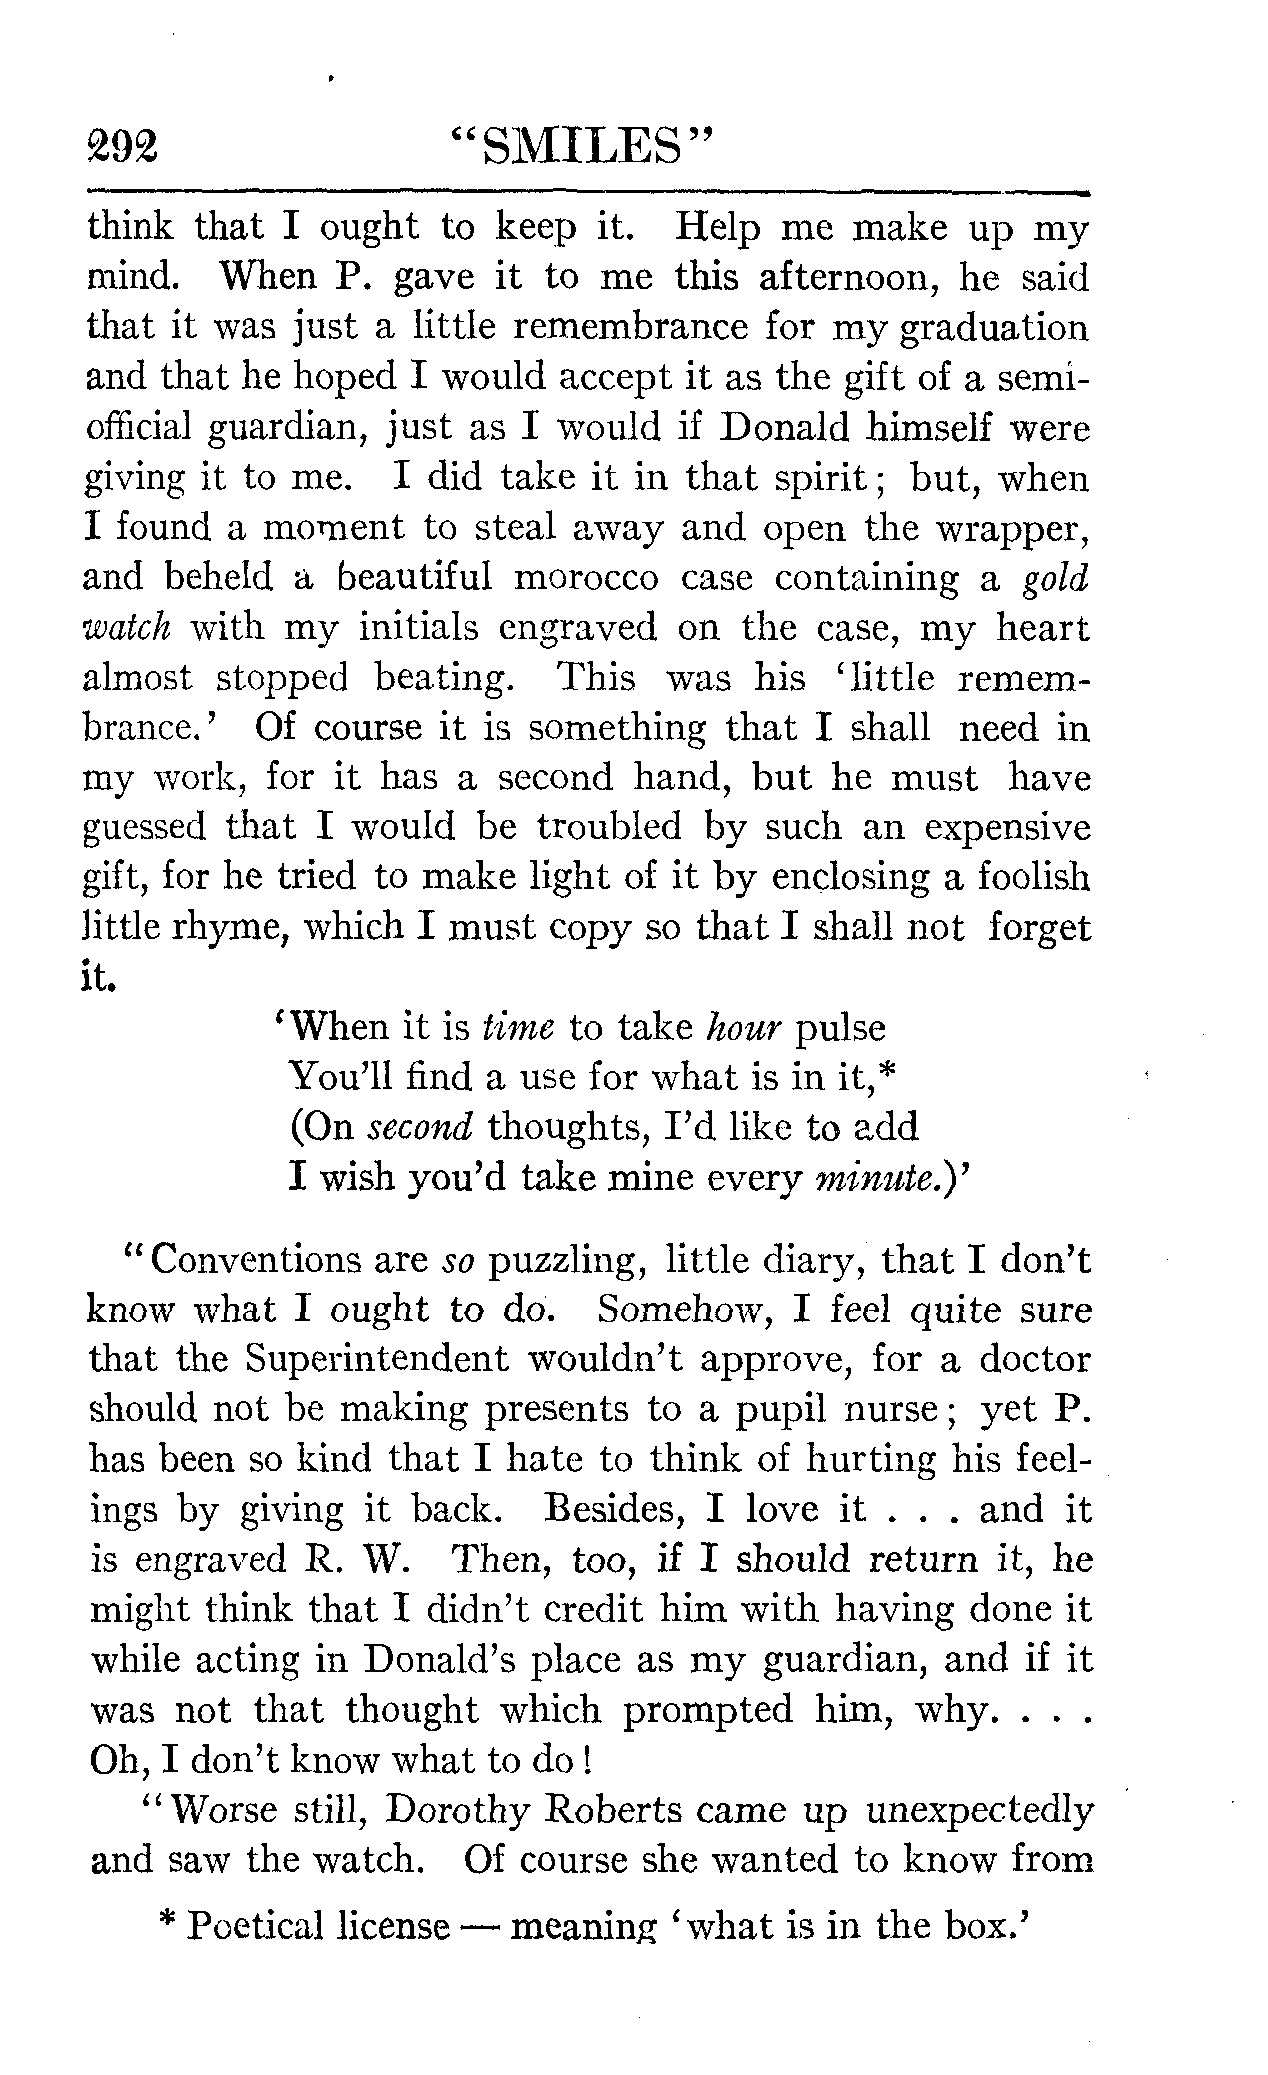 292 "SMILES"
think that I ought to keep it. Help me make up my
mind. When P. gave it to me this afternoon, he said
that it was just a little remembrance for my graduation
and that he hoped I would accept it as the gift of a semi-
official guardian, just as I would if Donald himself were
giving it to me. I did take it in that spirit; but, when
I found a moment to steal away and open the wrapper,
and beheld a beautiful morocco case containing a gold
watch with my initials engraved on the case, my heart
almost stopped beating. This was his 'little remem-
brance.' Of course it is something that I shall need in
my work, for it has a second hand, but he must have
guessed that I would be troubled by such an expensive
gift, for he tried to make light of it by enclosing a foolish
little rhyme, which I must copy so that I shall not forget
it.
'When it is time to take hour pulse
You'll find a use for what is in it,*
(On second thoughts, I'd like to add
I wish you'd take mine every minute.)'
"Conventions are so puzzling, little diary, that I don't
know what I ought to do. Somehow, I feel quite sure
that the Superintendent wouldn't approve, for a doctor
should not be making presents to a pupil nurse; yet P.
has been so kind that I hate to think of hurting his feel-
ings by giving it back. Besides, I love it . . . and it
is engraved R. W. Then, too, if I should return it, he
might think that I didn't credit him with having done it
while acting in Donald's place as my guardian, and if it
was not that thought which prompted him, why. . . .
Oh, I don't know what to do!
"Worse still, Dorothy Roberts came up unexpectedly
and saw the watch. Of course she wanted to know from
* Poetical license — meaning 'what is in the box.'